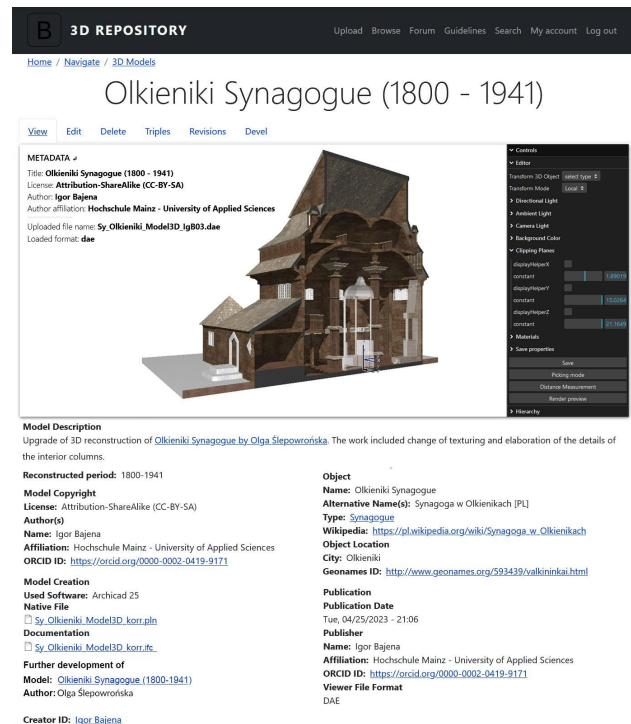 B 3D REPOSITORY
Upload Browse Forum Guidelines Search My account Log out
Home / Navigate / 3D Models
Olkieniki Synagogue (1800 - 1941)
View Edit Delete Triples Revisions Devel
METADATA
Title: Olkieniki Synagogue (1800 - 1941)
License: Attribution-ShareAlike (CC-BY-SA)
Author: Igor Bajena
Author affiliation: Hochschule Mainz - University of Applied Sciences
Uploaded file name: Sy_Olkieniki_Model3D_IgB03.dae
Loaded format: dae
Controls
Editor
Transform 3D Object select type
Transform Mode Local
Directional Light
Ambient Light
Camera Light
Background Color
Clipping Planes
displayHelperX
constant 1.89019
displayHelperY
constant 15.0264
displayHelperZ
constant 21.1649
Materials
Save properties
Save
Picking mode
Distance Measurement
Render preview
Hierarchy
Model Description
Upgrade of 3D reconstruction of Olkieniki Synagogue by Olga Ślepowrońska. The work included change of texturing and elaboration of the details of
the interior columns.
Reconstructed period: 1800-1941
Model Copyright
License: Attribution-ShareAlike (CC-BY-SA)
Author(s)
Name: Igor Bajena
Affiliation: Hochschule Mainz - University of Applied Sciences
ORCID ID: https://orcid.org/0000-0002-0419-9171
Model Creation
Used Software: Archicad 25
Native File
Sy_Olkieniki_Model3D_korr.pln
Documentation
Sy_Olkieniki_Model3D_korr.ifc
Further development of
Model: Olkieniki Synagogue (1800-1941)
Author: Olga Ślepowrońska
Creator ID: Igor Bajena
Object
Name: Olkieniki Synagogue
Alternative Name(s): Synagoga w Olkienikach [PL]
Type: Synagogue
Wikipedia: https://pl.wikipedia.org/wiki/Synagoga_w_Olkienikach
Object Location
City: Olkieniki
Geonames ID: http://www.geonames.org/593439/valkininkai.html
Publication
Publication Date
Tue, 04/25/2023 - 21:06
Publisher
Name: Igor Bajena
Affiliation: Hochschule Mainz - University of Applied Sciences
ORCID ID: https://orcid.org/0000-0002-0419-9171
Viewer File Format
DAE